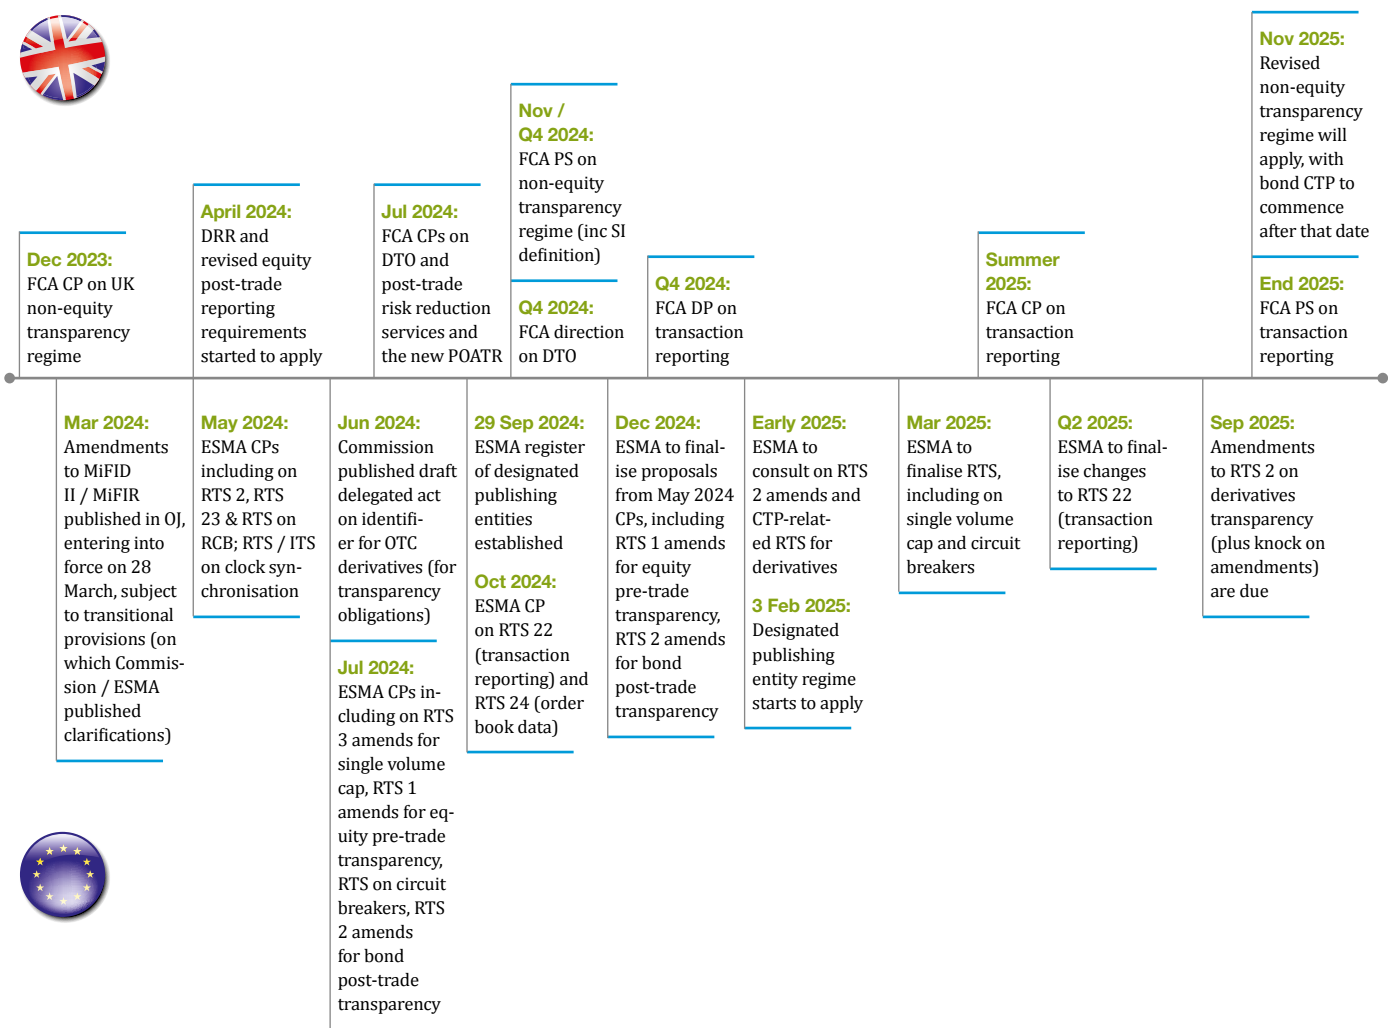 Dec 2023:
FCA CP on UK
non-equity
transparency
regime
April 2024:
DRR and
revised equity
post-trade
reporting
requirements
started to apply
Jul 2024:
FCA CPs on
DTO and
post-trade
risk reduction
services and
the new POATR
Nov /
Q4 2024:
FCA PS on
non-equity
transparency
regime (inc SI
definition)
Q4 2024:
FCA direction
on DTO
Q4 2024:
FCA DP on
transaction
reporting
Summer
2025:
FCA CP on
transaction
reporting
Nov 2025:
Revised
non-equity
transparency
regime will
apply, with
bond CTP to
commence
after that date
End 2025:
FCA PS on
transaction
reporting
Mar 2024:
Amendments
to MiFID
II / MiFIR
published in OJ,
entering into
force on 28
March, subject
to transitional
provisions (on
which Commis-
sion / ESMA
published
clarifications)
May 2024:
ESMA CPs
including on
RTS 2, RTS
23 & RTS on
RCB; RTS / ITS
on clock syn-
chronisation
Jun 2024:
Commission
published draft
delegated act
on identifi-
er for OTC
derivatives (for
transparency
obligations)
Jul 2024:
ESMA CPs in-
cluding on RTS
3 amends for
single volume
cap, RTS 1
amends for eq-
uity pre-trade
transparency,
RTS on circuit
breakers, RTS
2 amends
for bond
post-trade
transparency
29 Sep 2024:
ESMA register
of designated
publishing
entities
established
Oct 2024:
ESMA CP
on RTS 22
(transaction
reporting) and
RTS 24 (order
book data)
Dec 2024:
ESMA to final-
ise proposals
from May 2024
CPs, including
RTS 1 amends
for equity
pre-trade
transparency,
RTS 2 amends
for bond
post-trade
transparency
Early 2025:
ESMA to
consult on RTS
2 amends and
CTP-relat-
ed RTS for
derivatives
3 Feb 2025:
Designated
publishing
entity regime
starts to apply
Mar 2025:
ESMA to
finalise RTS,
including on
single volume
cap and circuit
breakers
Q2 2025:
ESMA to final-
ise changes
to RTS 22
(transaction
reporting)
Sep 2025:
Amendments
to RTS 2 on
derivatives
transparency
(plus knock on
amendments)
are due